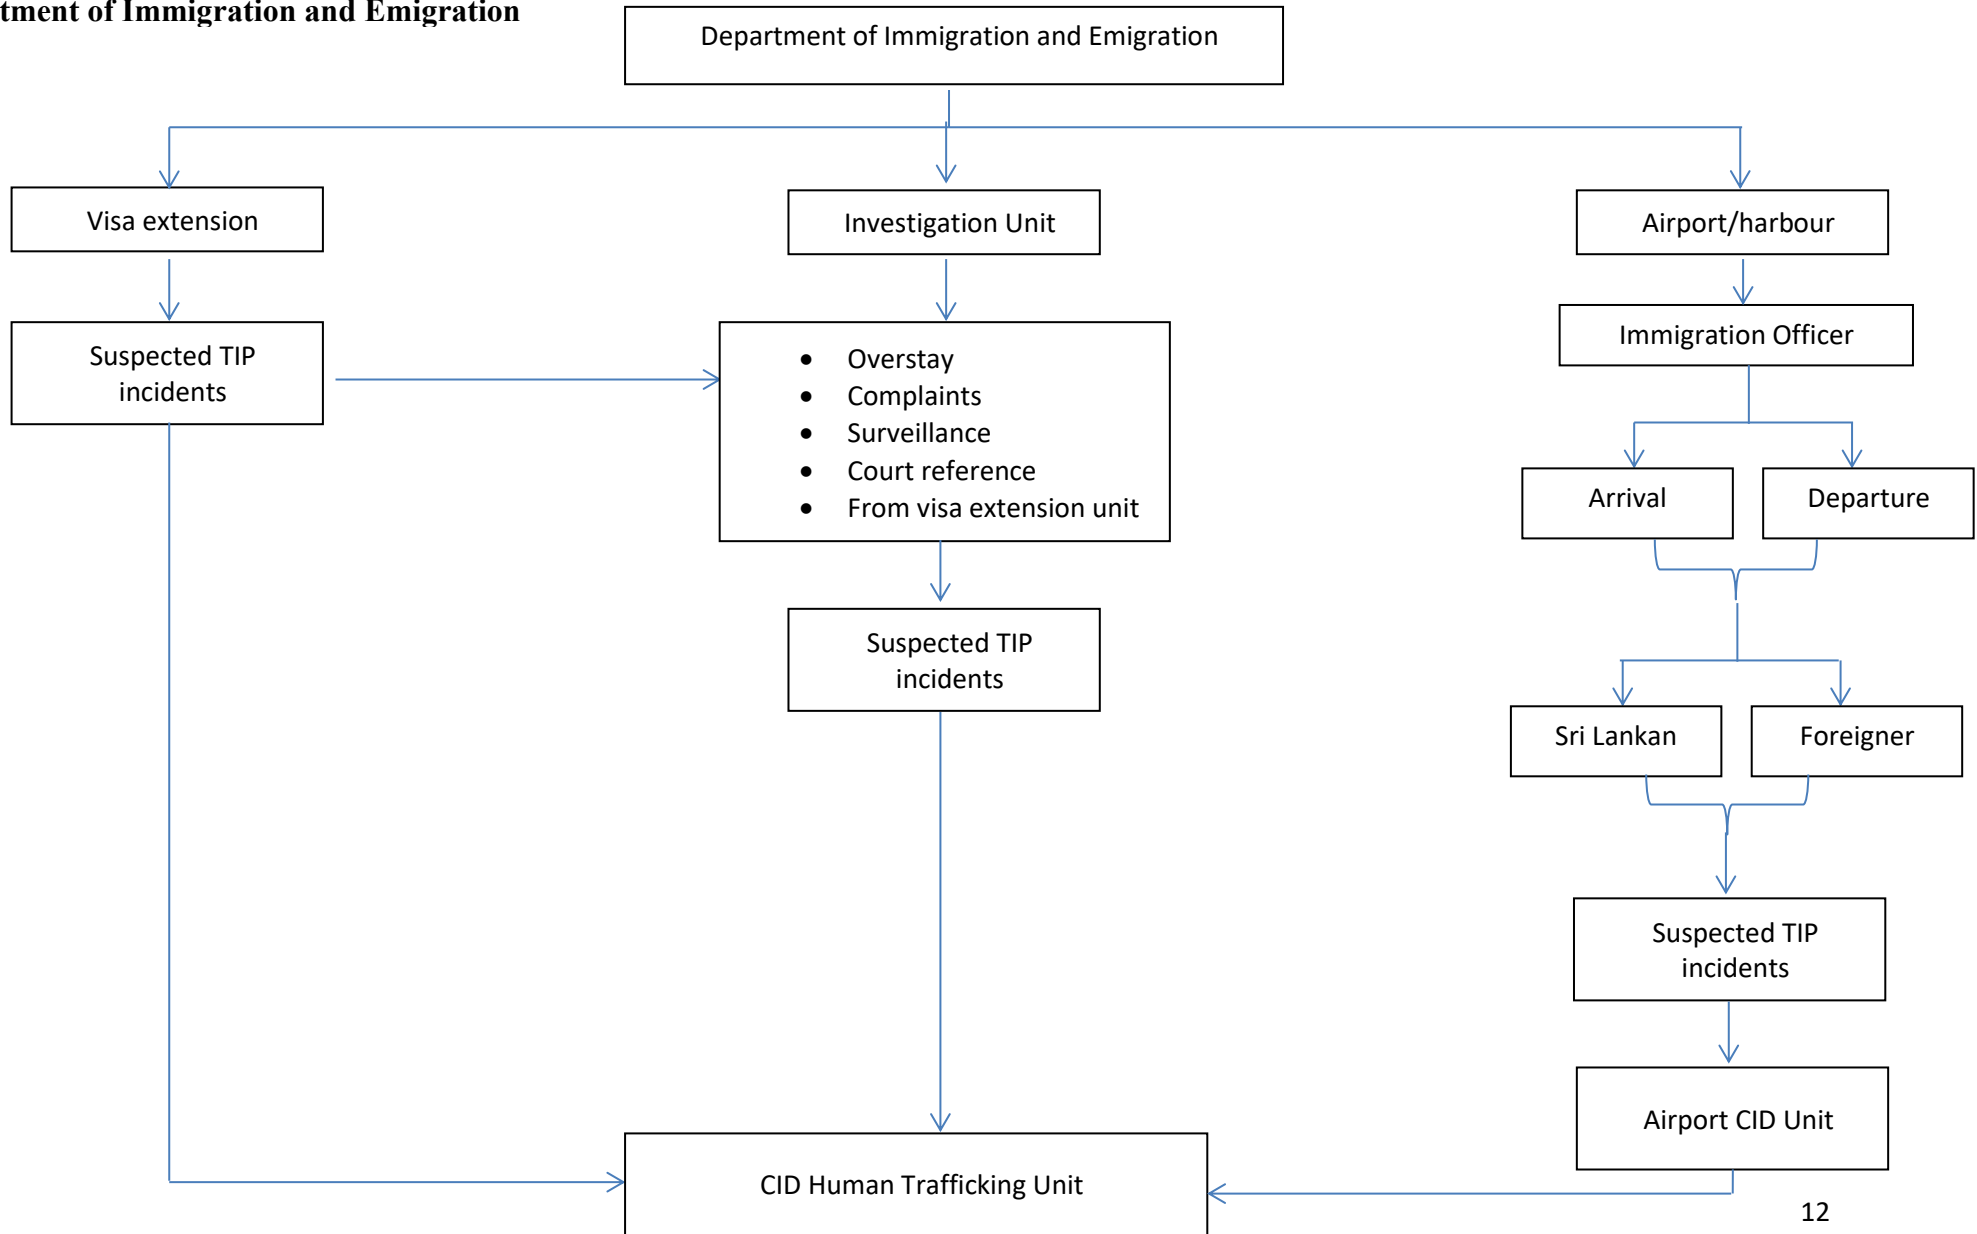 tment of Immigration and Emigration
Department of Immigration and Emigration
Visa extension
Investigation Unit
Airport/harbour
Suspected TIP
incidents
• Overstay
• Complaints
• Surveillance
• Court reference
• From visa extension unit
Immigration Officer
Arrival
Departure
Suspected TIP
incidents
Sri Lankan
Foreigner
Suspected TIP
incidents
Airport CID Unit
CID Human Trafficking Unit
12